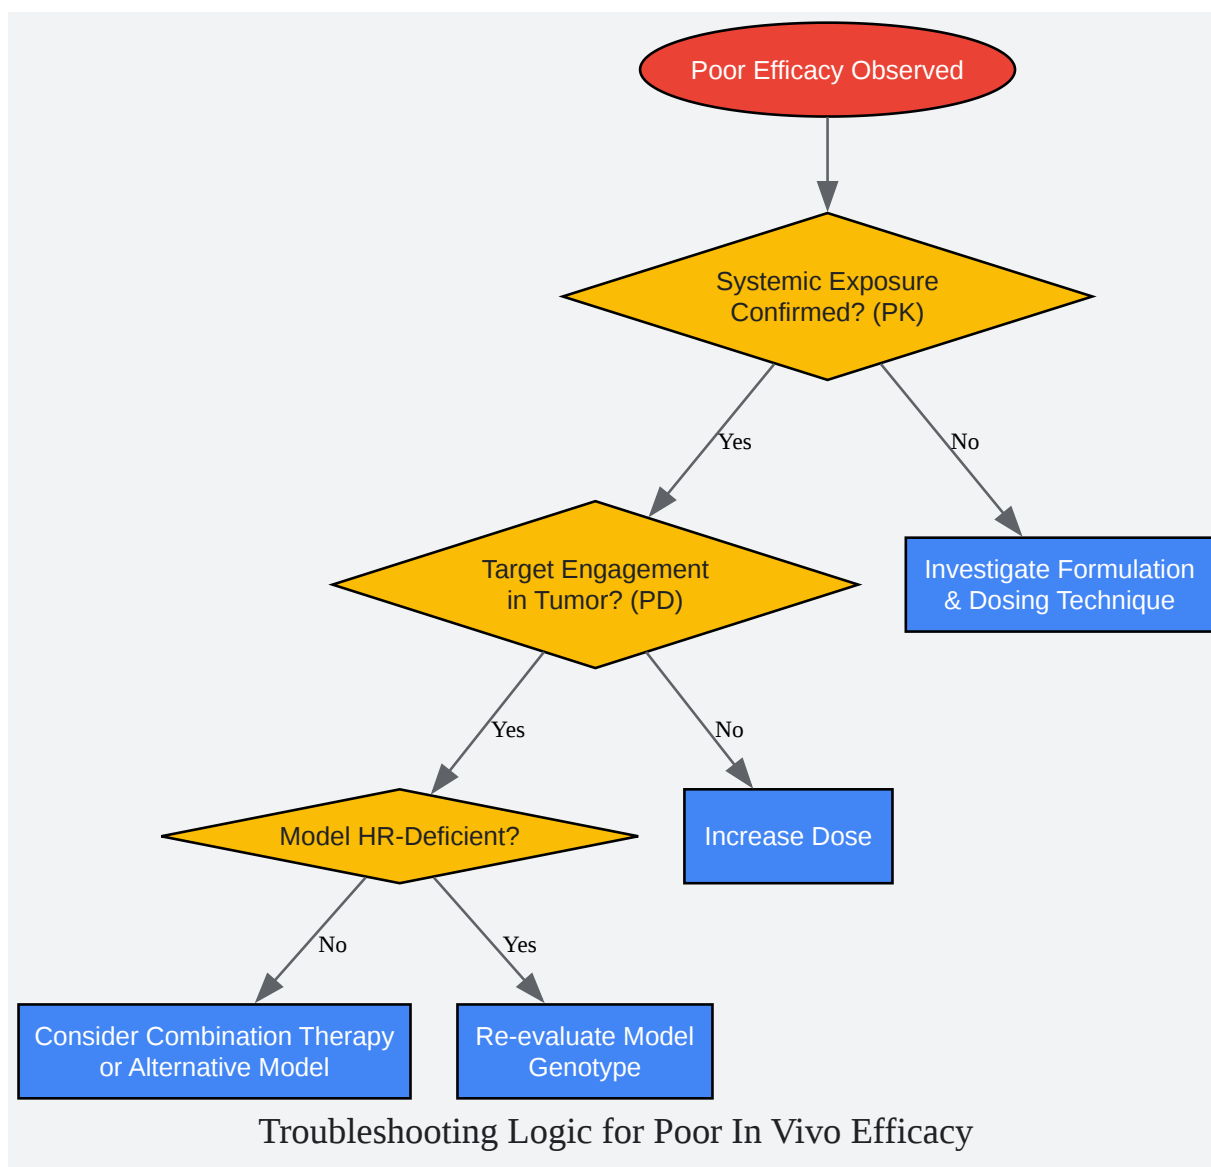 Poor Efficacy Observed
Systemic Exposure
Confirmed? (PK)
Yes
No
Target Engagement
in Tumor? (PD)
Investigate Formulation
& Dosing Technique
Yes
No
Model HR-Deficient?
Increase Dose
No
Yes
Consider Combination Therapy
or Alternative Model
Re-evaluate Model
Genotype
Troubleshooting Logic for Poor In Vivo Efficacy